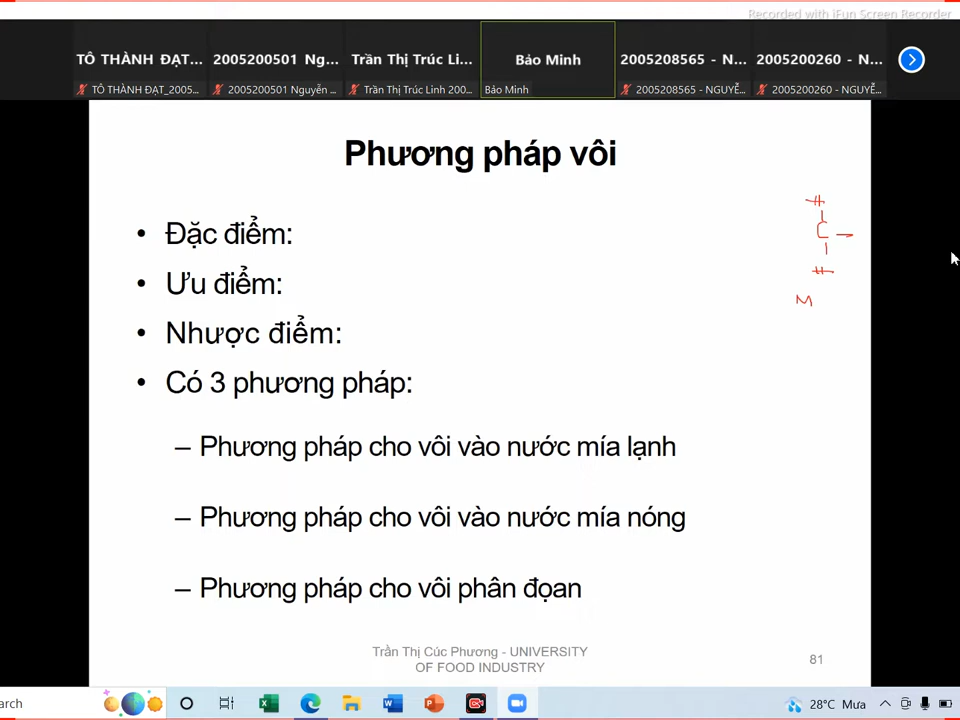 Recorded with iFun Screen Recorder
TÔ THÀNH ĐẠT... 2005200501 Ng... Trần Thị Trúc Li... Bảo Minh 2005208565 - N... 2005200260 - N...
TÔ THÀNH ĐẠT_2005... 2005200501 Nguyễn ... Trần Thị Trúc Linh 200... Bảo Minh 2005208565 - NGUYỄ... 2005200260 - NGUYỄ...
Phương pháp vôi
• Đặc điểm:
• Ưu điểm:
• Nhược điểm:
• Có 3 phương pháp:
– Phương pháp cho vôi vào nước mía lạnh
– Phương pháp cho vôi vào nước mía nóng
– Phương pháp cho vôi phân đọan
Trần Thị Cúc Phương - UNIVERSITY
OF FOOD INDUSTRY
81
arch
28°C Mưa